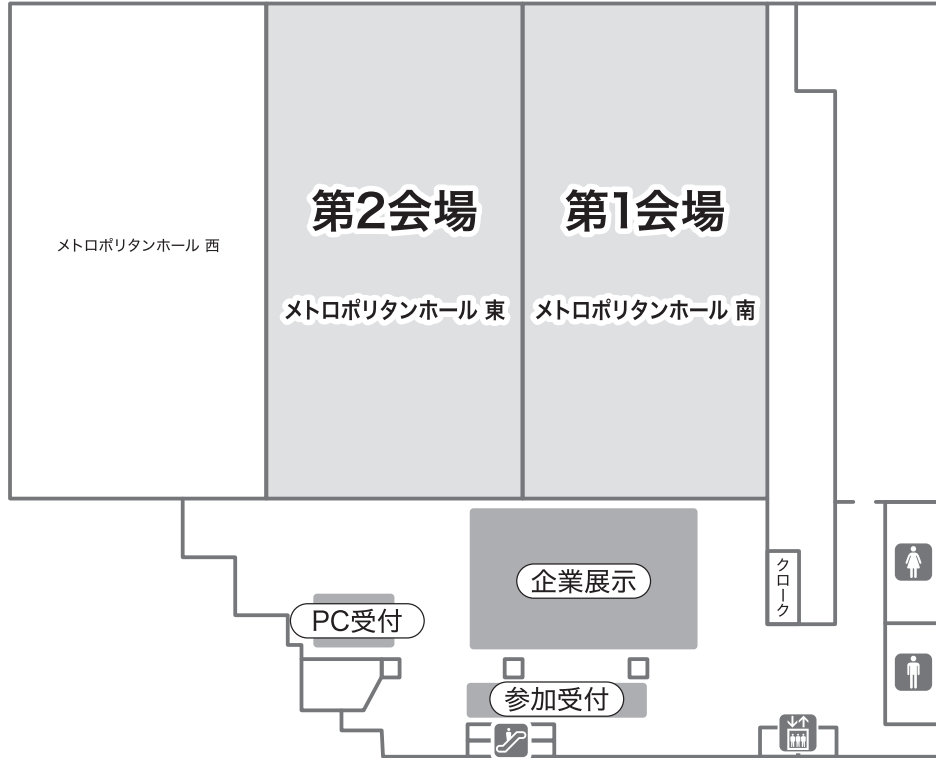 第2会場
第1会場
メトロポリタンホール 西
メトロポリタンホール 東
メトロポリタンホール 南
企業展示
クローク
PC受付
参加受付